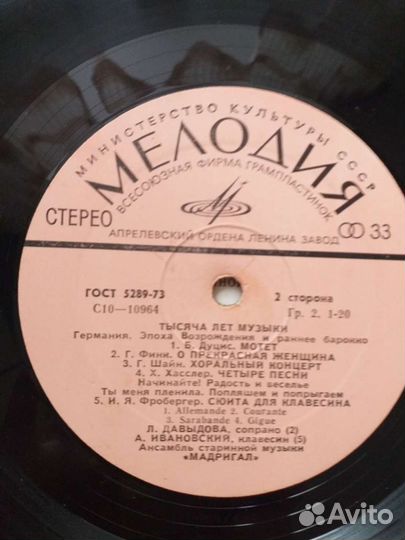 МИНИСТЕРСТВО КУЛЬТУРЫ СССР
МЕЛОДИЯ
ВСЕСОЮЗНАЯ ФИРМА ГРАМПЛАСТИНОК
СТЕРЕО
33
АПРЕЛЕВСКИЙ ОРДЕНА ЛЕНИНА ЗАВОД
ГОСТ 5289-73
2 сторона
С10—10964
Гр. 2. 1-20
ТЫСЯЧА ЛЕТ МУЗЫКИ
Германия. Эпоха Возрождения и раннее барокко
1. Б. Дуцис. МОТЕТ
2. Г. Финк. О ПРЕКРАСНАЯ ЖЕНЩИНА
3. Г. Шайн. ХОРАЛЬНЫЙ КОНЦЕРТ
4. Х. Хасслер. ЧЕТЫРЕ ПЕСНИ
Начинайте! Радость и веселье
Ты меня пленила. Попляшем и попрыгаем
5. И. Я. Фробергер. СЮИТА ДЛЯ КЛАВЕСИНА
1. Allemande 2. Courante
3. Sarabande 4. Gigue
Л. ДАВЫДОВА, сопрано (2)
А. ИВАНОВСКИЙ, клавесин (5)
Ансамбль старинной музыки
«МАДРИГАЛ»
Avito